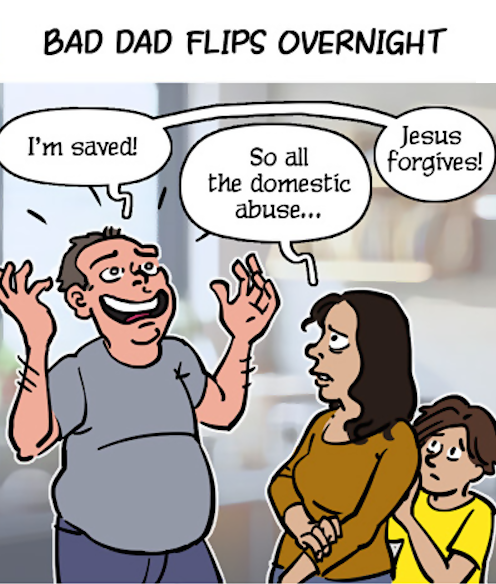 BAD DAD FLIPS OVERNIGHT
I'm saved!
So all
the domestic
abuse...
Jesus
forgives!